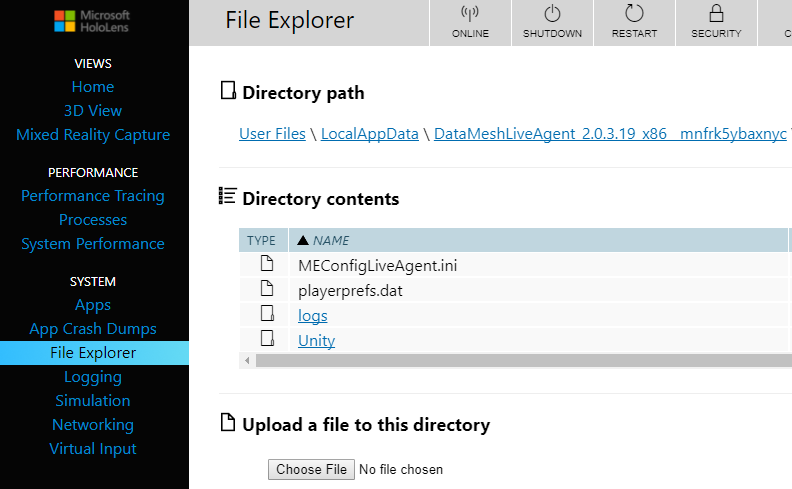 Microsoft
HoloLens
VIEWS
Home
3D View
Mixed Reality Capture
PERFORMANCE
Performance Tracing
Processes
System Performance
SYSTEM
Apps
App Crash Dumps
File Explorer
Logging
Simulation
Networking
Virtual Input
File Explorer
ONLINE
SHUTDOWN
RESTART
SECURITY
Directory path
User Files \ LocalAppData \ DataMeshLiveAgent_2.0.3.19_x86__mnfrk5ybaxnyc \
Directory contents
TYPE NAME
MEConfigLiveAgent.ini
playerprefs.dat
logs
Unity
Upload a file to this directory
Choose File No file chosen